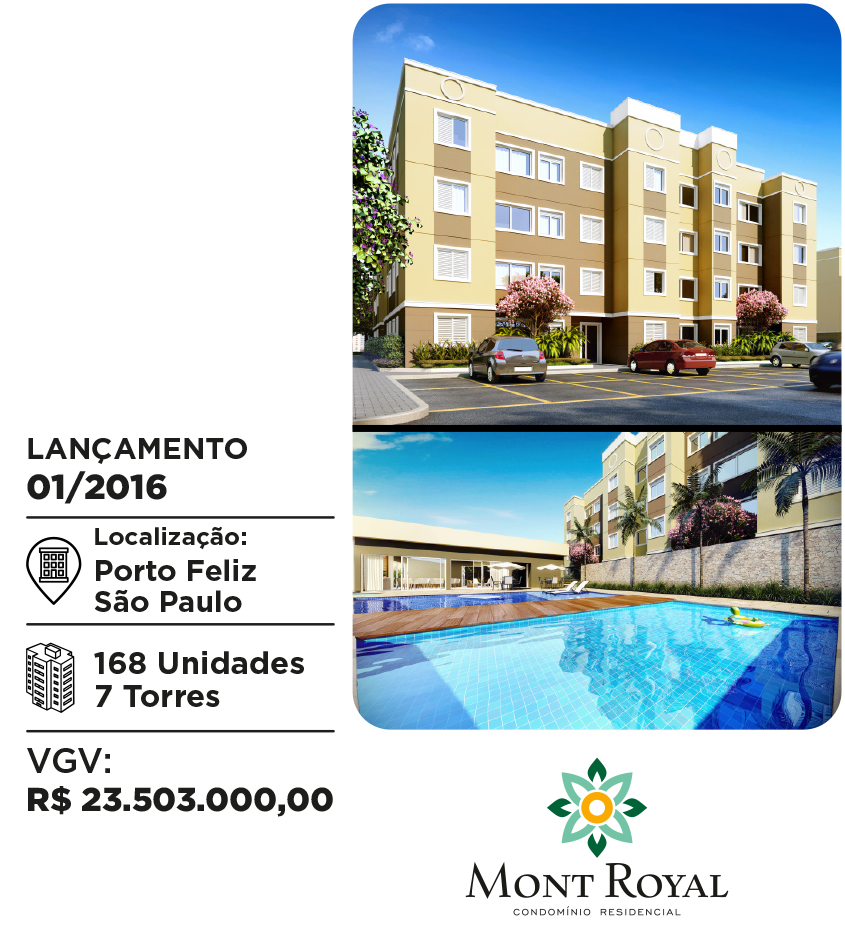 LANÇAMENTO
01/2016
Localização:
Porto Feliz
São Paulo
168 Unidades
7 Torres
VGV:
R$ 23.503.000,00
MONT ROYAL
CONDOMÍNIO RESIDENCIAL